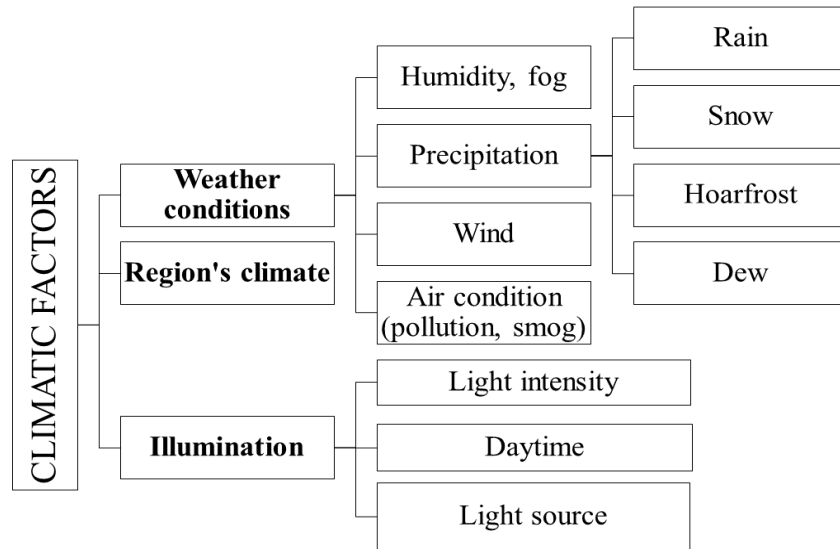 CLIMATIC FACTORS
Weather
conditions
Humidity, fog
Precipitation
Rain
Snow
Hoarfrost
Dew
Wind
Air condition
(pollution, smog)
Region's climate
Illumination
Light intensity
Daytime
Light source